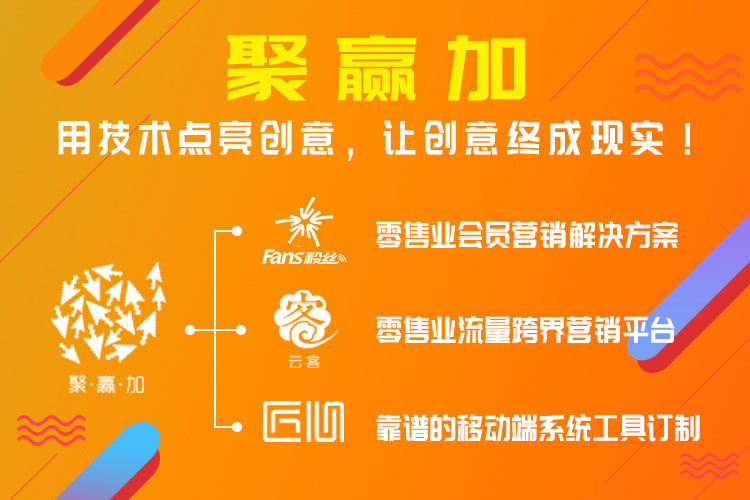 聚赢加
用技术点亮创意，让创意终成现实！
Fans粉丝
零售业会员营销解决方案
客
云客
零售业流量跨界营销平台
聚·赢·加
匠心
靠谱的移动端系统工具订制